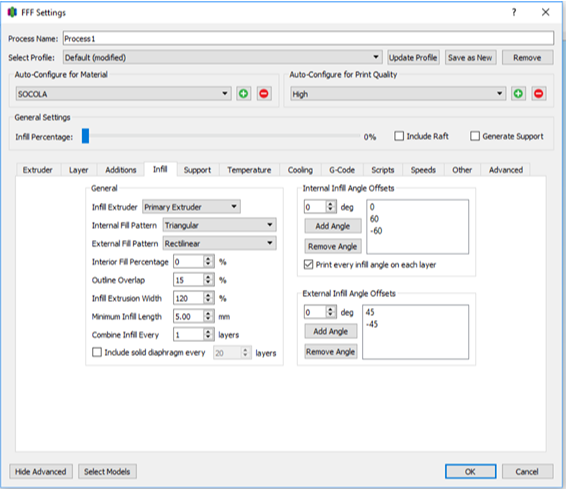 FFF Settings
Process Name: Process1
Select Profile: Default (modified) Update Profile Save as New Remove
Auto-Configure for Material
SOCOLA
Auto-Configure for Print Quality
High
General Settings
Infill Percentage: 0% Include Raft Generate Support
Extruder Layer Additions Infill Support Temperature Cooling G-Code Scripts Speeds Other Advanced
General
Infill Extruder Primary Extruder
Internal Fill Pattern Triangular
External Fill Pattern Rectilinear
Interior Fill Percentage 0 %
Outline Overlap 15 %
Infill Extrusion Width 120 %
Minimum Infill Length 5.00 mm
Combine Infill Every 1 layers
Include solid diaphragm every 20 layers
Internal Infill Angle Offsets
0 deg
Add Angle
Remove Angle
0
60
-60
Print every infill angle on each layer
External Infill Angle Offsets
0 deg
Add Angle
Remove Angle
45
-45
Hide Advanced Select Models OK Cancel